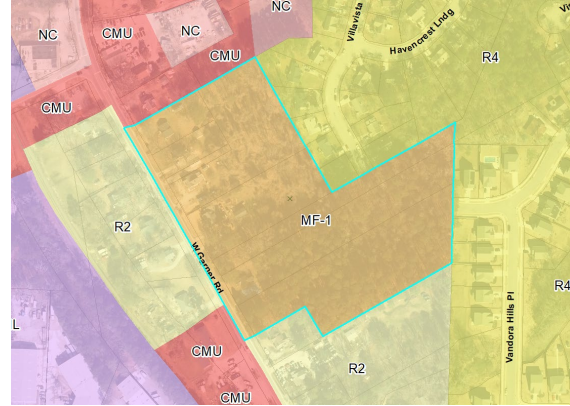 NC
CMU
NC
CMU
CMU
Villavista
Havencrest Lndg
R4
R2
MF-1
W Garner Rd
R4
Vandora Hills Pl
L
CMU
R2
CMU